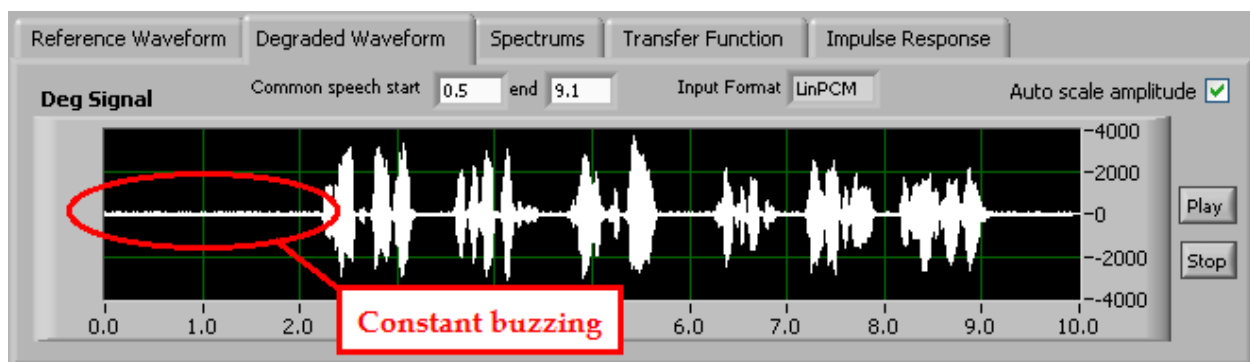 Reference Waveform Degraded Waveform Spectrums Transfer Function Impulse Response
Deg Signal Common speech start 0.5 end 9.1 Input Format LinPCM Auto scale amplitude
-4000
-2000
-0
--2000
--4000
Play
Stop
0.0 1.0 2.0 6.0 7.0 8.0 9.0 10.0
Constant buzzing